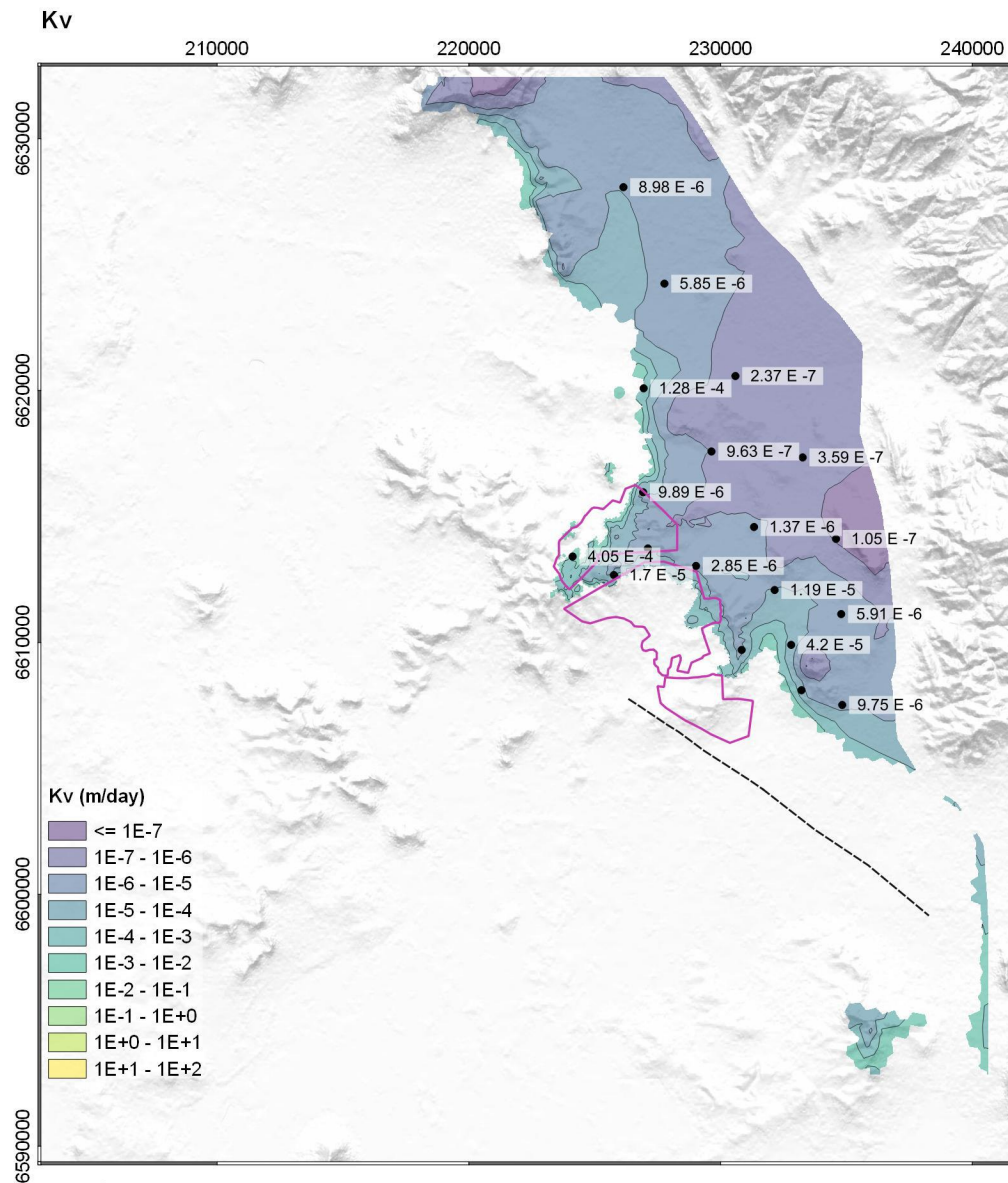 Kv
210000
220000
230000
240000
6630000
6620000
6610000
6600000
6590000
8.98 E -6
5.85 E -6
2.37 E -7
1.28 E -4
9.63 E -7
3.59 E -7
9.89 E -6
1.37 E -6
1.05 E -7
4.05 E -4
2.85 E -6
1.7 E -5
1.19 E -5
5.91 E -6
4.2 E -5
9.75 E -6
Kv (m/day)
<= 1E-7
1E-7 - 1E-6
1E-6 - 1E-5
1E-5 - 1E-4
1E-4 - 1E-3
1E-3 - 1E-2
1E-2 - 1E-1
1E-1 - 1E+0
1E+0 - 1E+1
1E+1 - 1E+2